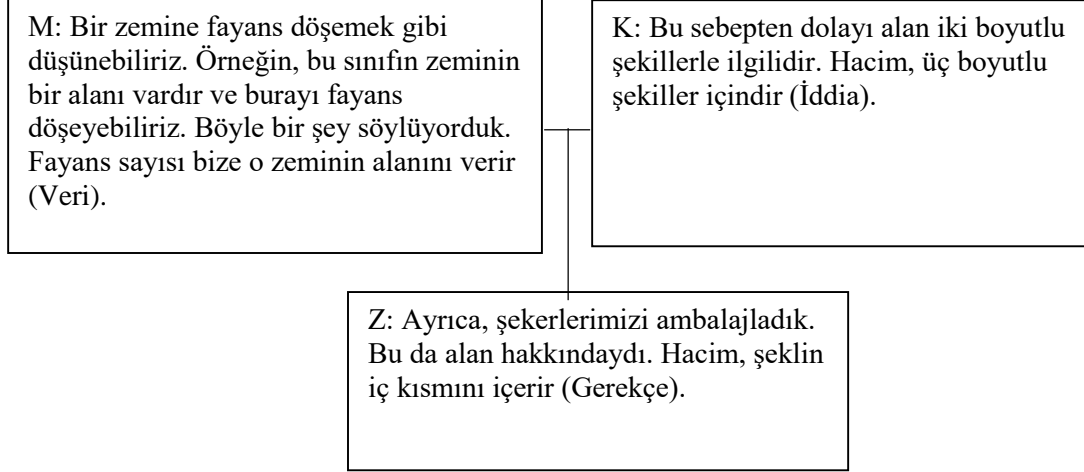 M: Bir zemine fayans döşemek gibi
düşünebiliriz. Örneğin, bu sınıfın zeminin
bir alanı vardır ve burayı fayans
döşeyebiliriz. Böyle bir şey söylüyorduk.
Fayans sayısı bize o zeminin alanını verir
(Veri).
K: Bu sebepten dolayı alan iki boyutlu
şekillerle ilgilidir. Hacim, üç boyutlu
şekiller içindir (İddia).
Z: Ayrıca, şekerlerimizi ambalajladık.
Bu da alan hakkındaydı. Hacim, şeklin
iç kısmını içerir (Gerekçe).